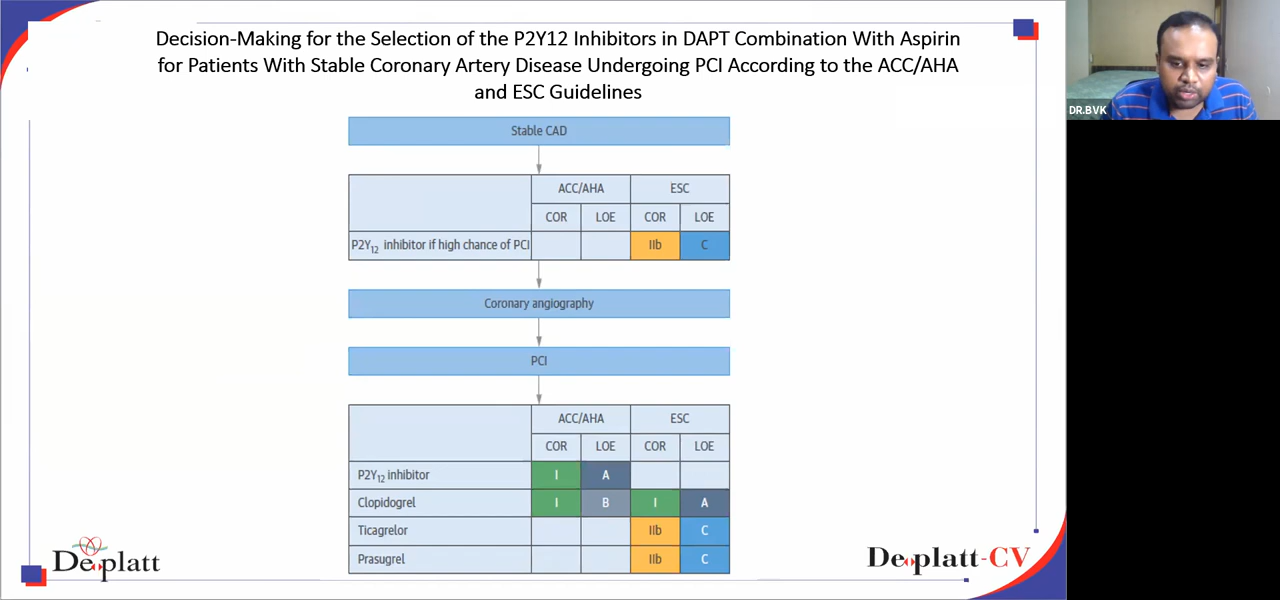 Decision-Making for the Selection of the P2Y12 Inhibitors in DAPT Combination With Aspirin
for Patients With Stable Coronary Artery Disease Undergoing PCI According to the ACC/AHA
and ESC Guidelines
DR.BVK
Stable CAD
ACC/AHA ESC
COR LOE COR LOE
P2Y12 inhibitor if high chance of PCI IIb C
Coronary angiography
PCI
ACC/AHA ESC
COR LOE COR LOE
P2Y12 inhibitor I A
Clopidogrel I B I A
Ticagrelor IIb C
Prasugrel IIb C
Deplatt
Deplatt-CV